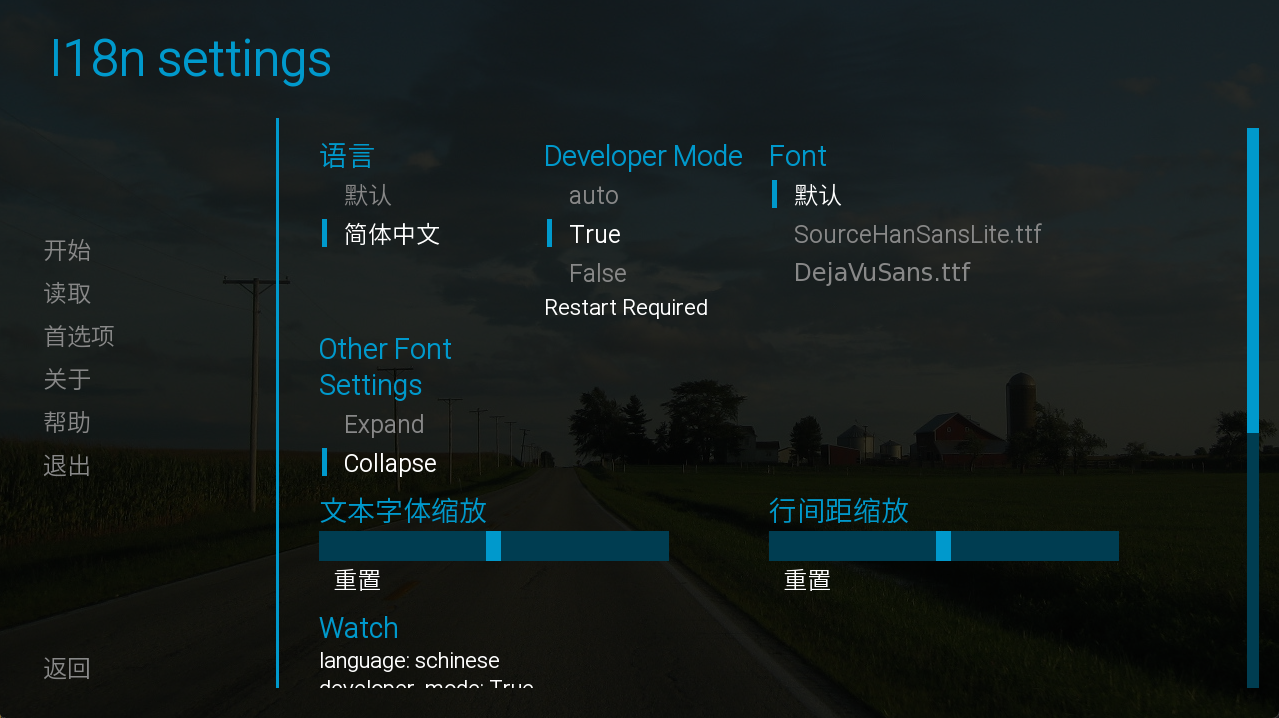 I18n settings
开始
读取
首选项
关于
帮助
退出
返回
语言
默认
简体中文
Developer Mode
auto
True
False
Restart Required
Font
默认
SourceHanSansLite.ttf
DejaVuSans.ttf
Other Font
Settings
Expand
Collapse
文本字体缩放
重置
行间距缩放
重置
Watch
language: schinese
developer_mode: True